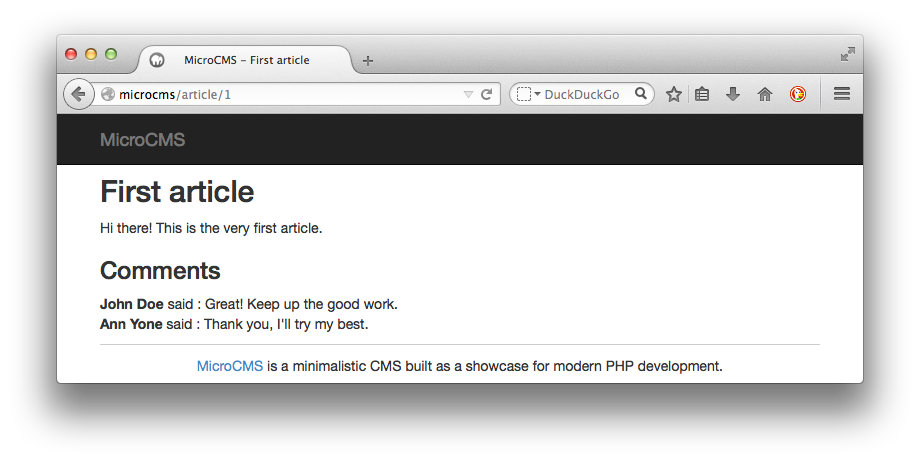 MicroCMS – First article
microcms/article/1
DuckDuckGo
MicroCMS
First article
Hi there! This is the very first article.
Comments
John Doe said : Great! Keep up the good work.
Ann Yone said : Thank you, I'll try my best.
MicroCMS is a minimalistic CMS built as a showcase for modern PHP development.